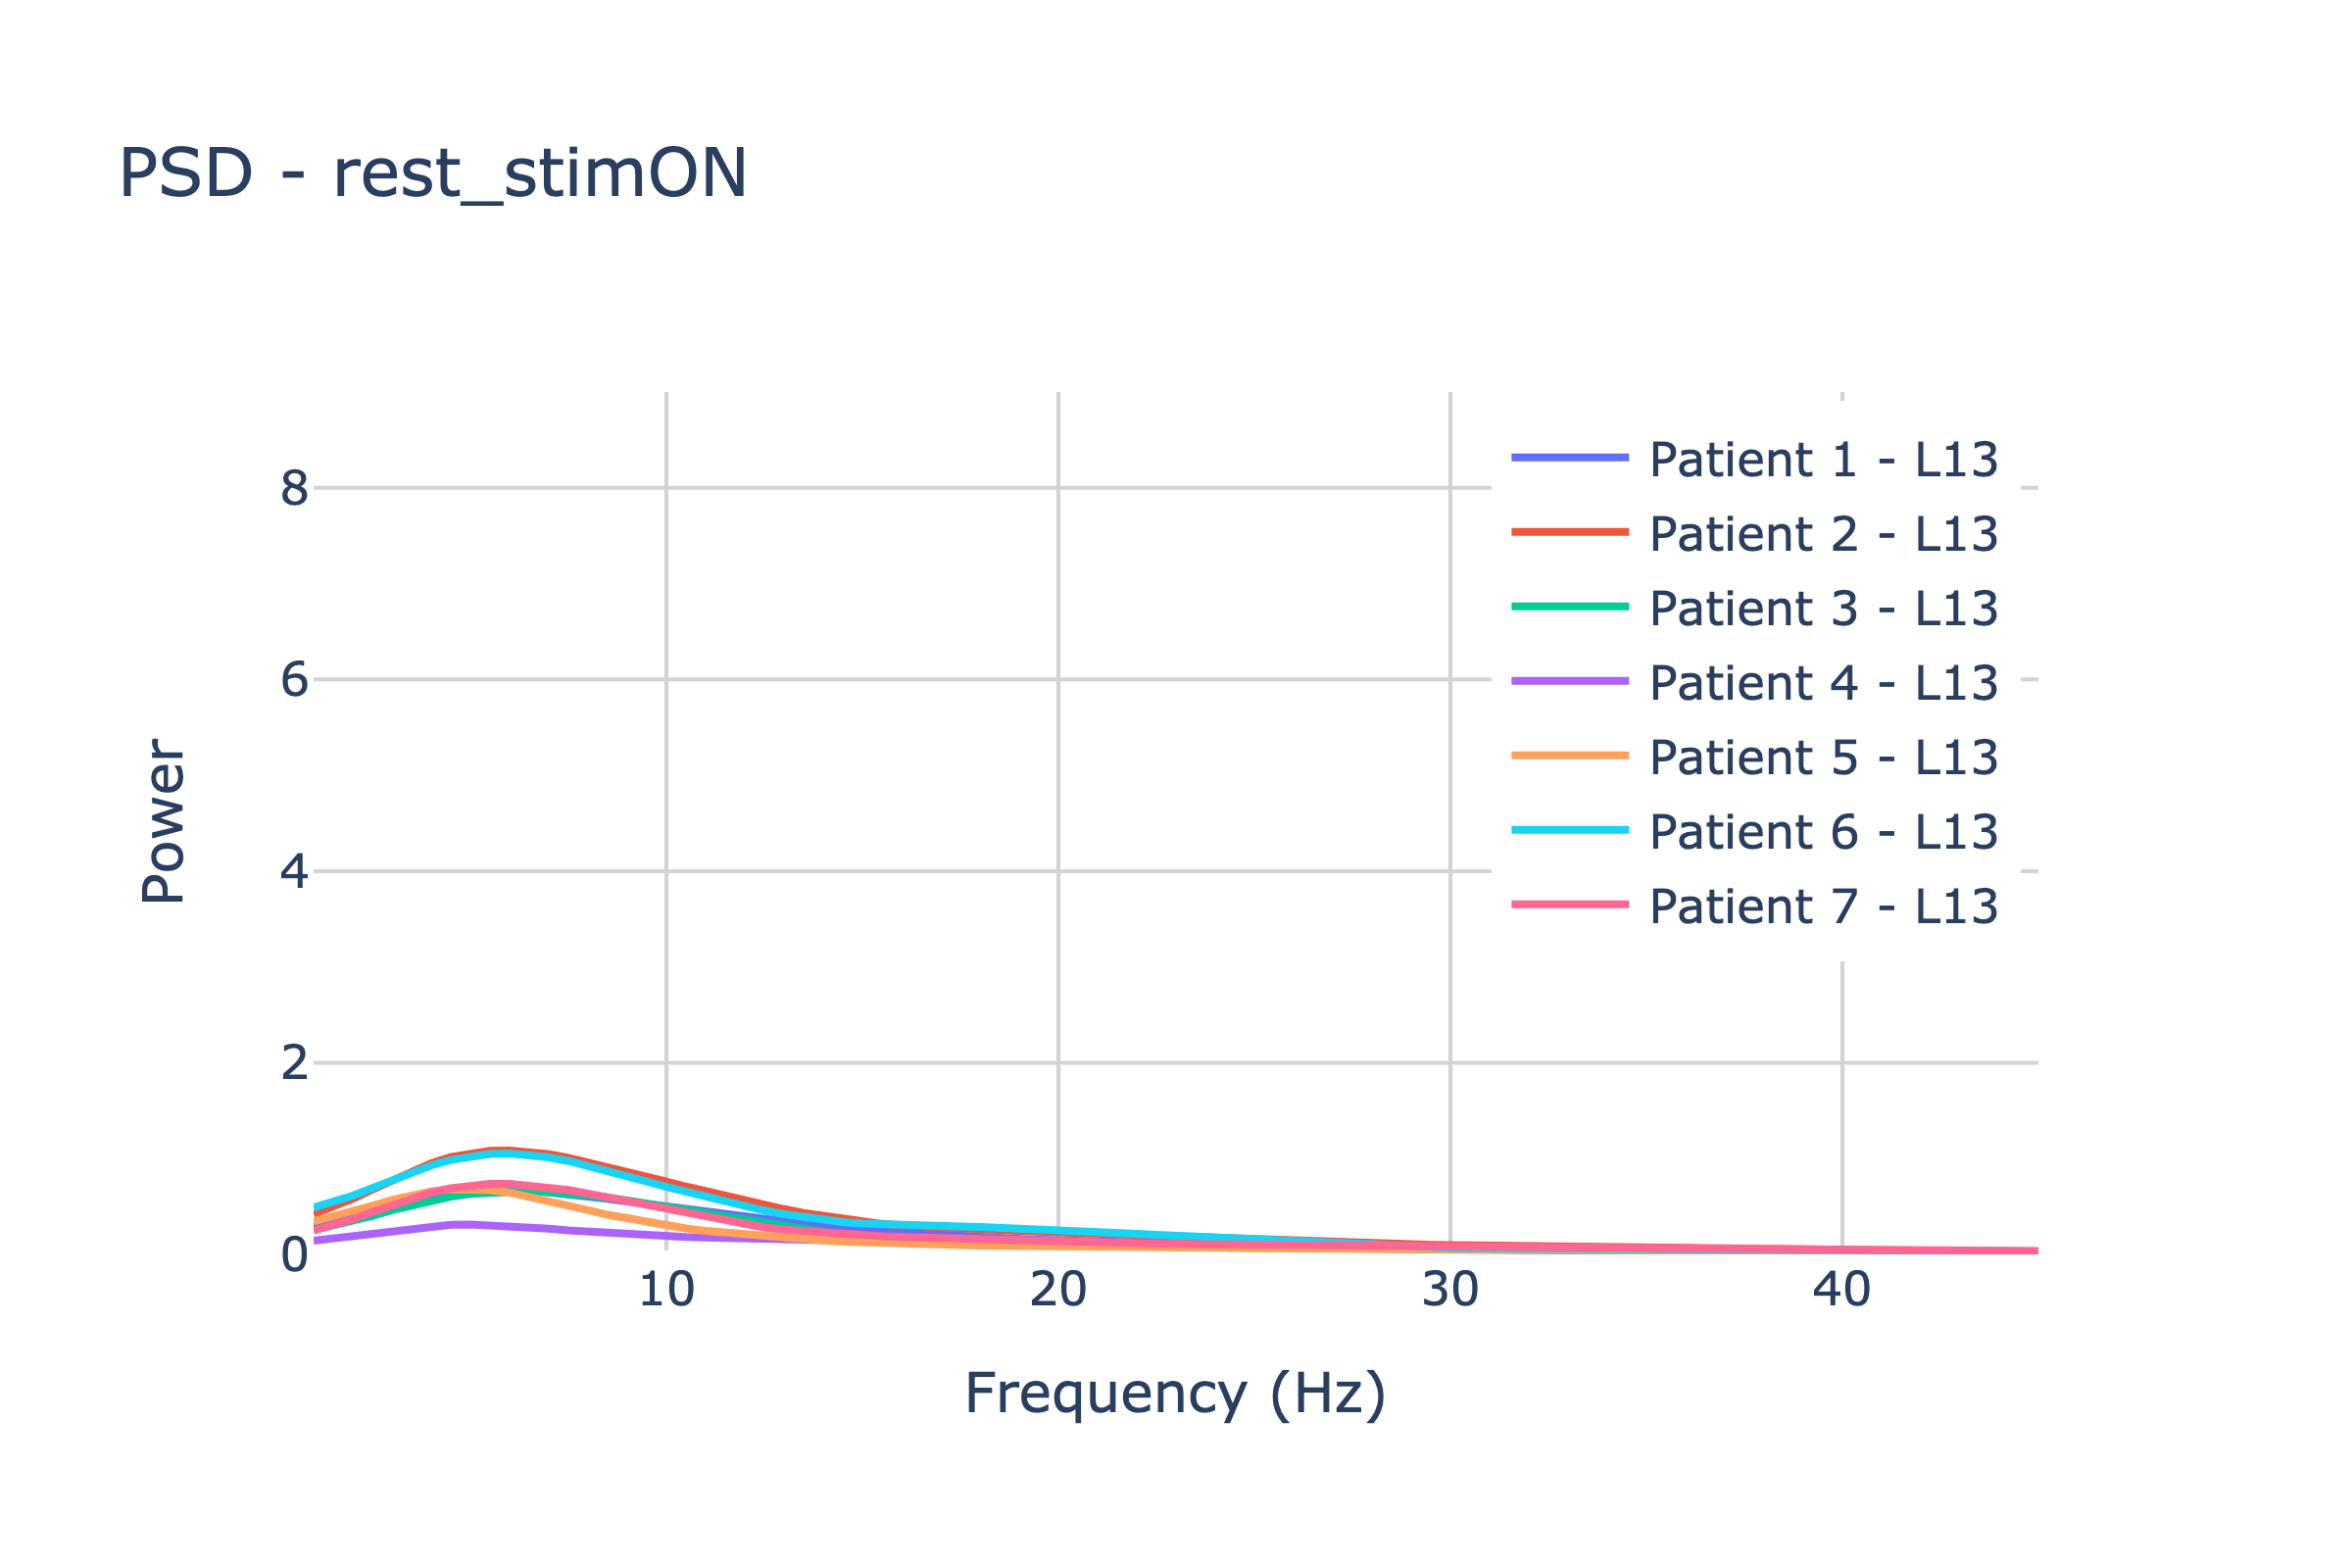 PSD - rest_stimON
Patient 1 - L13
Patient 2 - L13
Patient 3 - L13
Patient 4 - L13
Patient 5 - L13
Patient 6 - L13
Patient 7 - L13
8
6
4
2
0
Power
10 20 30 40
Frequency (Hz)